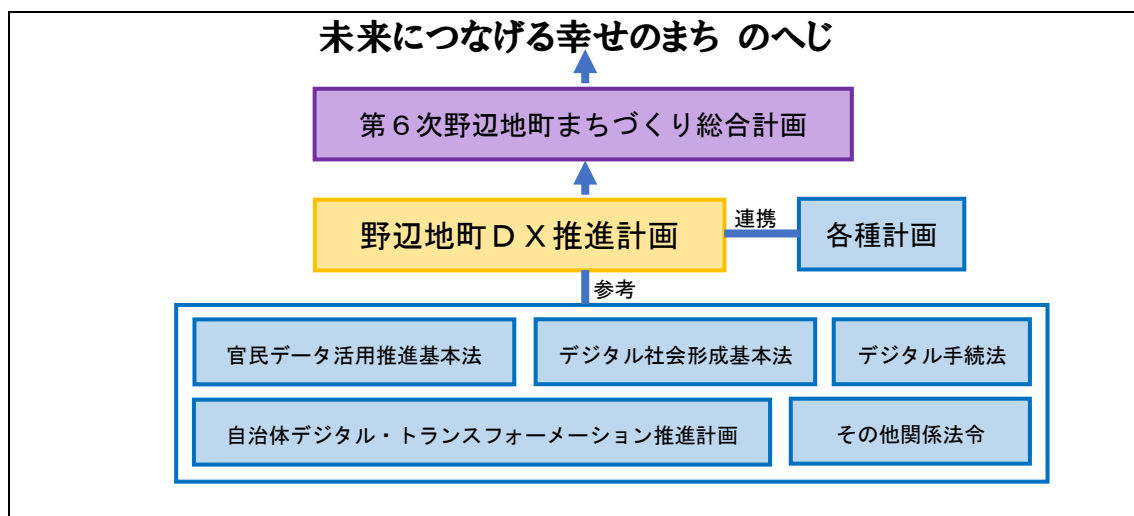 未来につなげる幸せのまち のへじ
第６次野辺地町まちづくり総合計画
野辺地町ＤＸ推進計画
連携
各種計画
参考
官民データ活用推進基本法
デジタル社会形成基本法
デジタル手続法
自治体デジタル・トランスフォーメーション推進計画
その他関係法令